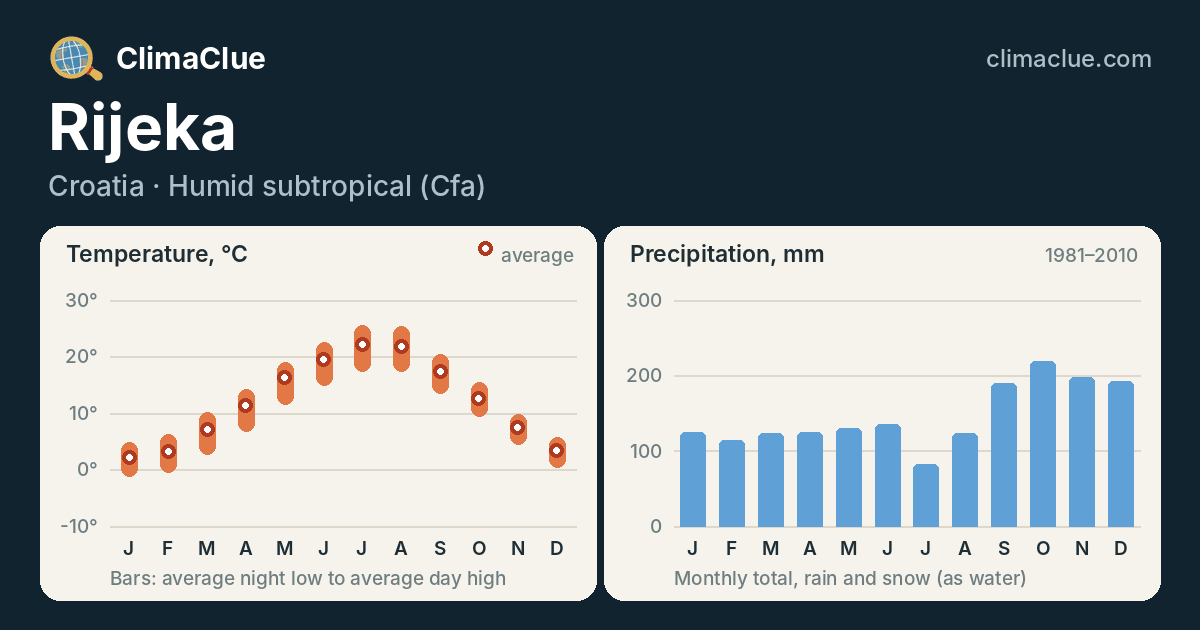 ClimaClue
climaclue.com
Rijeka
Croatia · Humid subtropical (Cfa)
Temperature, °C
average
30°
20°
10°
0°
-10°
J F M A M J J A S O N D
Bars: average night low to average day high
Precipitation, mm
1981–2010
300
200
100
0
J F M A M J J A S O N D
Monthly total, rain and snow (as water)